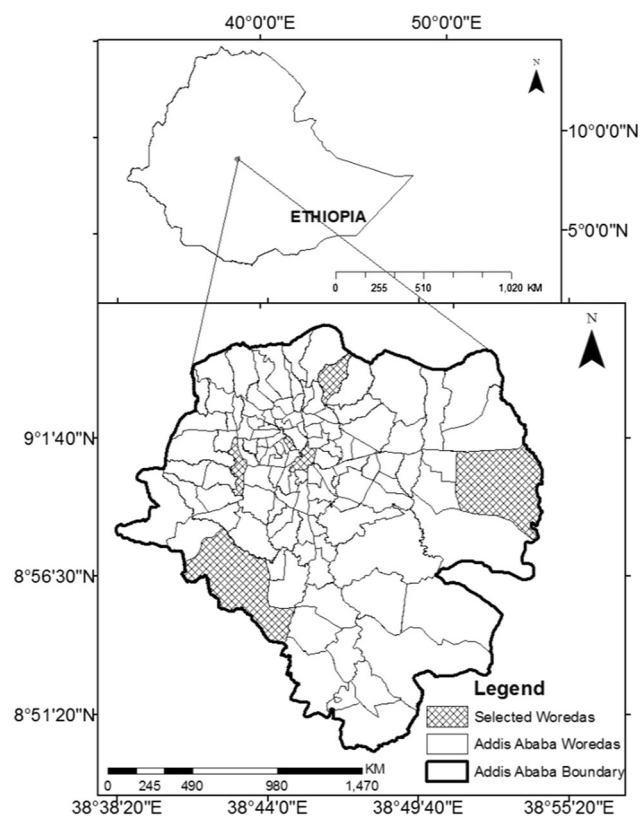 40°0'0"E 50°0'0"E
N
10°0'0"N
ETHIOPIA
5°0'0"N
0 255 510 1,020 KM
N
9°1'40"N
8°56'30"N
Legend
8°51'20"N
Selected Woredas
Addis Ababa Woredas
KM
Addis Ababa Boundary
0 245 490 980 1,470
38°38'20"E 38°44'0"E 38°49'40"E 38°55'20"E